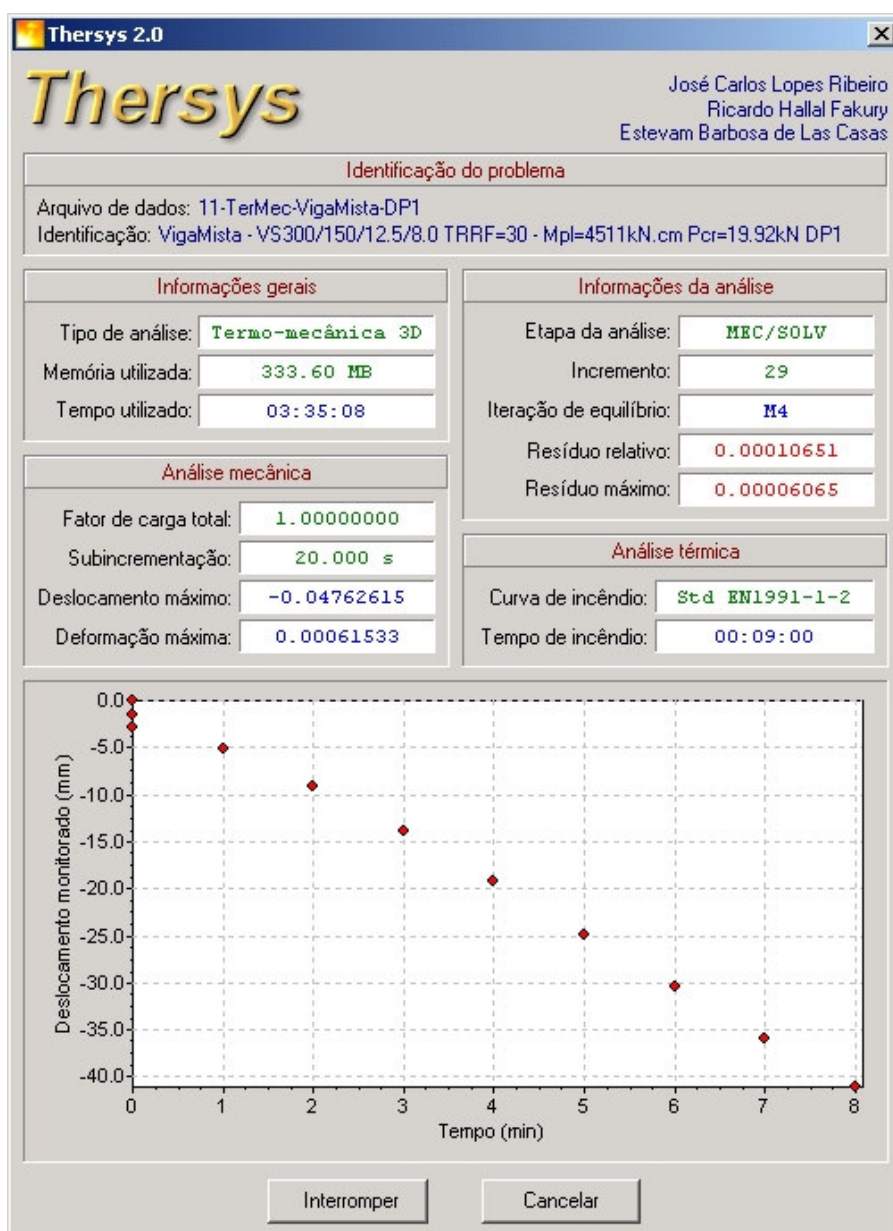 Thersys 2.0
Thersys
José Carlos Lopes Ribeiro
Ricardo Hallal Fakury
Estevam Barbosa de Las Casas
Identificação do problema
Arquivo de dados: 11-TerMec-VigaMista-DP1
Identificação: VigaMista - VS300/150/12.5/8.0 TRRF=30 - Mpl=4511kN.cm Pcr=19.92kN DP1
Informações gerais
Tipo de análise: Termo-mecânica 3D
Memória utilizada: 333.60 MB
Tempo utilizado: 03:35:08
Informações da análise
Etapa da análise: MEC/SOLV
Incremento: 29
Iteração de equilíbrio: M4
Resíduo relativo: 0.00010651
Resíduo máximo: 0.00006065
Análise mecânica
Fator de carga total: 1.00000000
Subincrementação: 20.000 s
Deslocamento máximo: -0.04762615
Deformação máxima: 0.00061533
Análise térmica
Curva de incêndio: Std EN1991-1-2
Tempo de incêndio: 00:09:00
Deslocamento monitorado (mm)
0.0
-5.0
-10.0
-15.0
-20.0
-25.0
-30.0
-35.0
-40.0
0 1 2 3 4 5 6 7 8
Tempo (min)
Interromper Cancelar